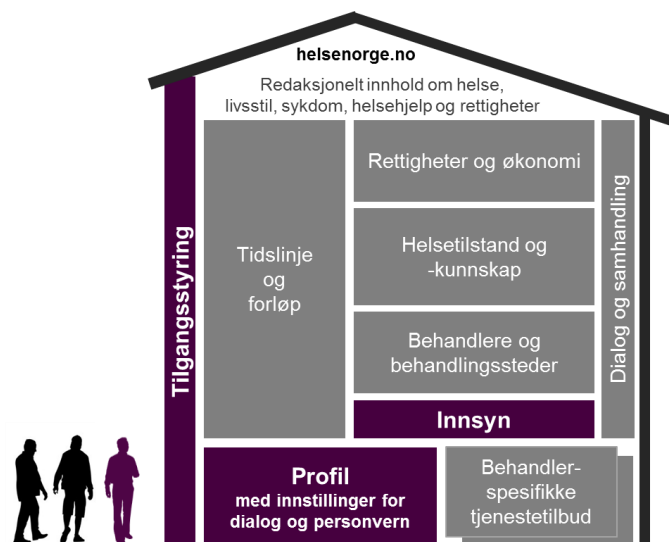 helsenorge.no
Redaksjonelt innhold om helse,
livsstil, sykdom, helsehjelp og rettigheter
Tilgangsstyring
Tidslinje
og
forløp
Rettigheter og økonomi
Helsetilstand og
-kunnskap
Behandlere og
behandlingssteder
Innsyn
Dialog og samhandling
Profil
med innstillinger for
dialog og personvern
Behandler-
spesifikke
tjenestetilbud